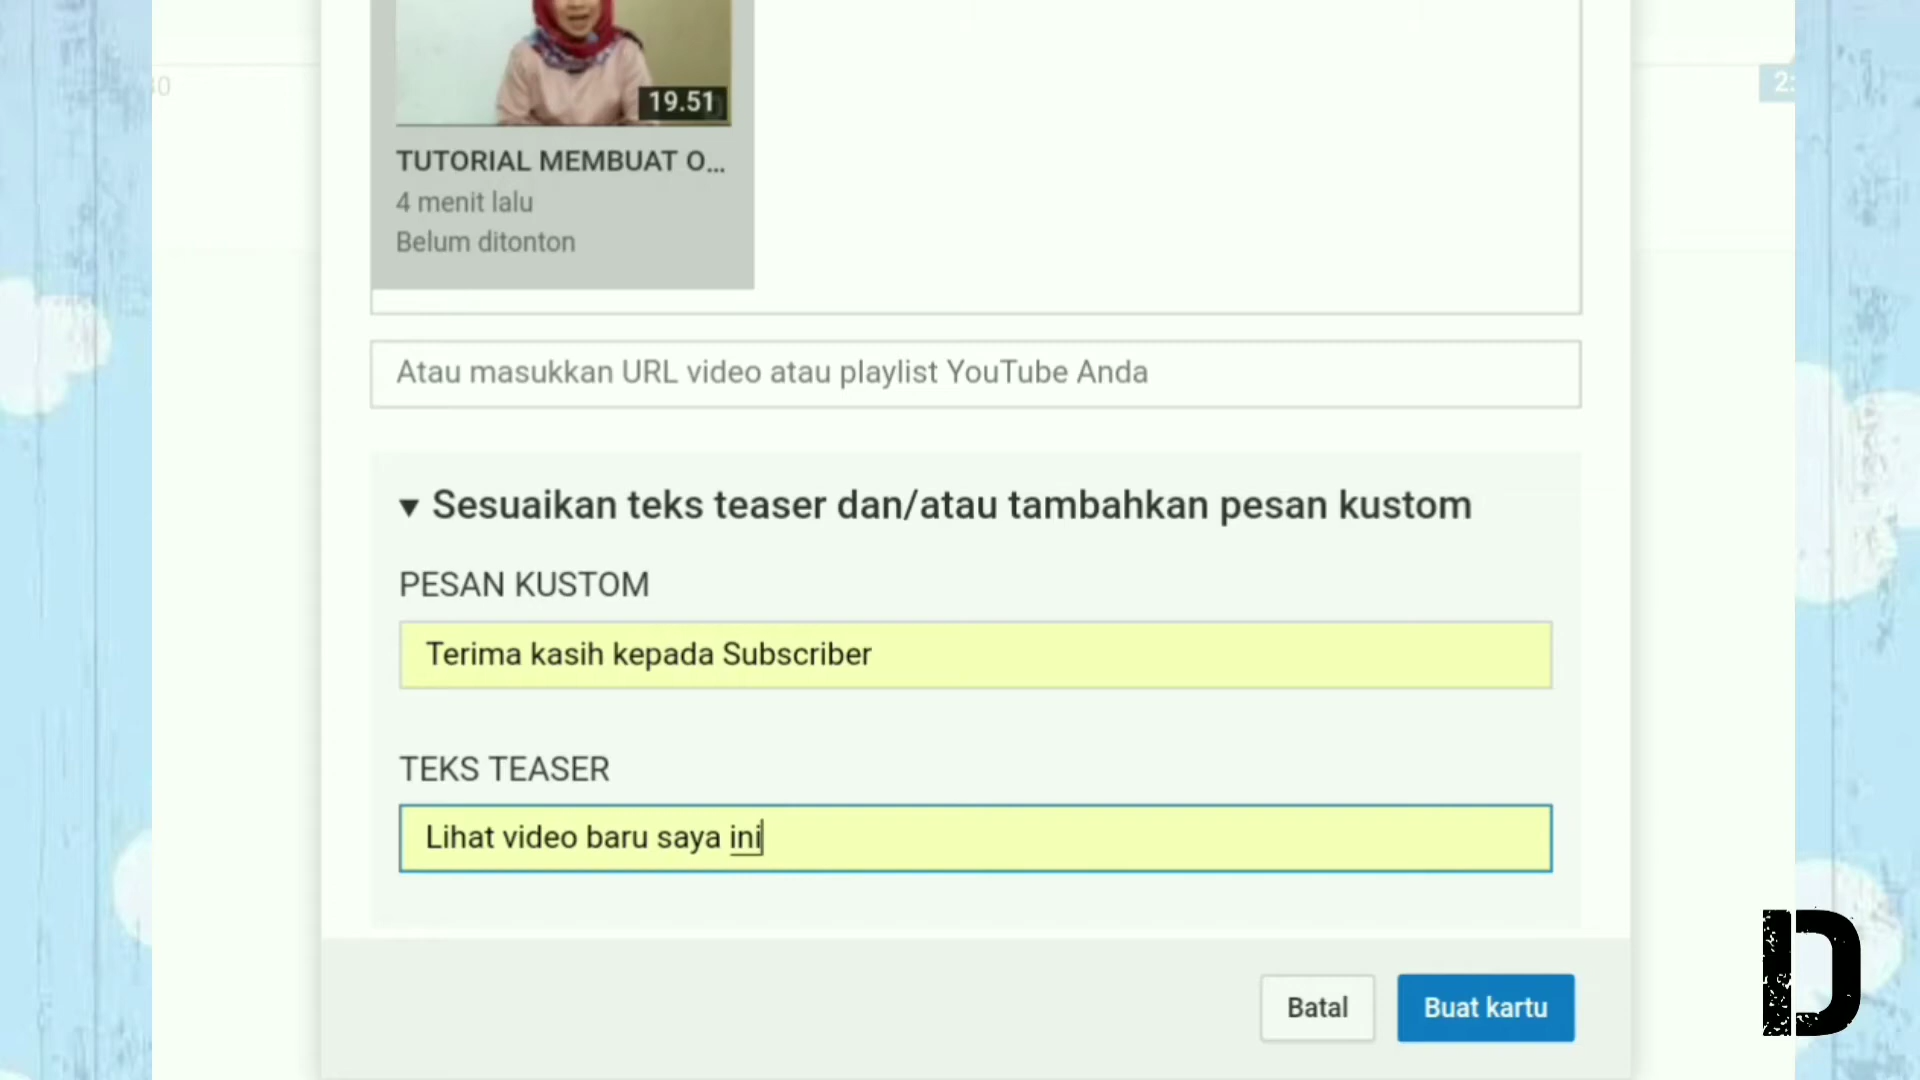 30
2:
19.51
TUTORIAL MEMBUAT O...
4 menit lalu
Belum ditonton
Atau masukkan URL video atau playlist YouTube Anda
▼ Sesuaikan teks teaser dan/atau tambahkan pesan kustom
PESAN KUSTOM
Terima kasih kepada Subscriber
TEKS TEASER
Lihat video baru saya ini
Batal
Buat kartu
D